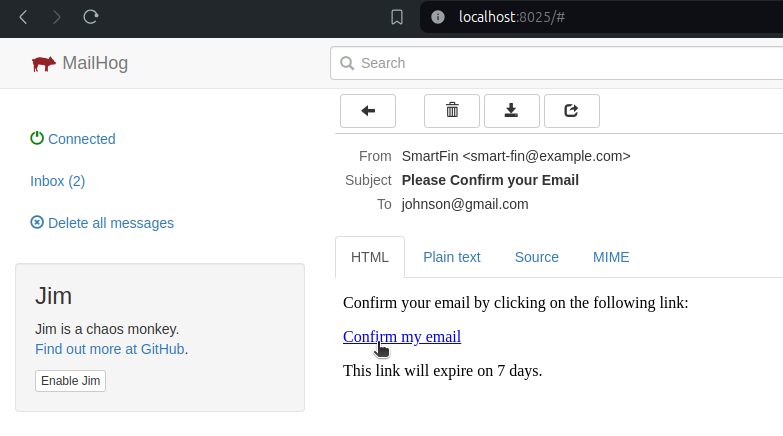 localhost:8025/#
MailHog
Search
Connected
Inbox (2)
Delete all messages
Jim
Jim is a chaos monkey.
Find out more at GitHub.
Enable Jim
From SmartFin <smart-fin@example.com>
Subject Please Confirm your Email
To johnson@gmail.com
HTML Plain text Source MIME
Confirm your email by clicking on the following link:
Confirm my email
This link will expire on 7 days.